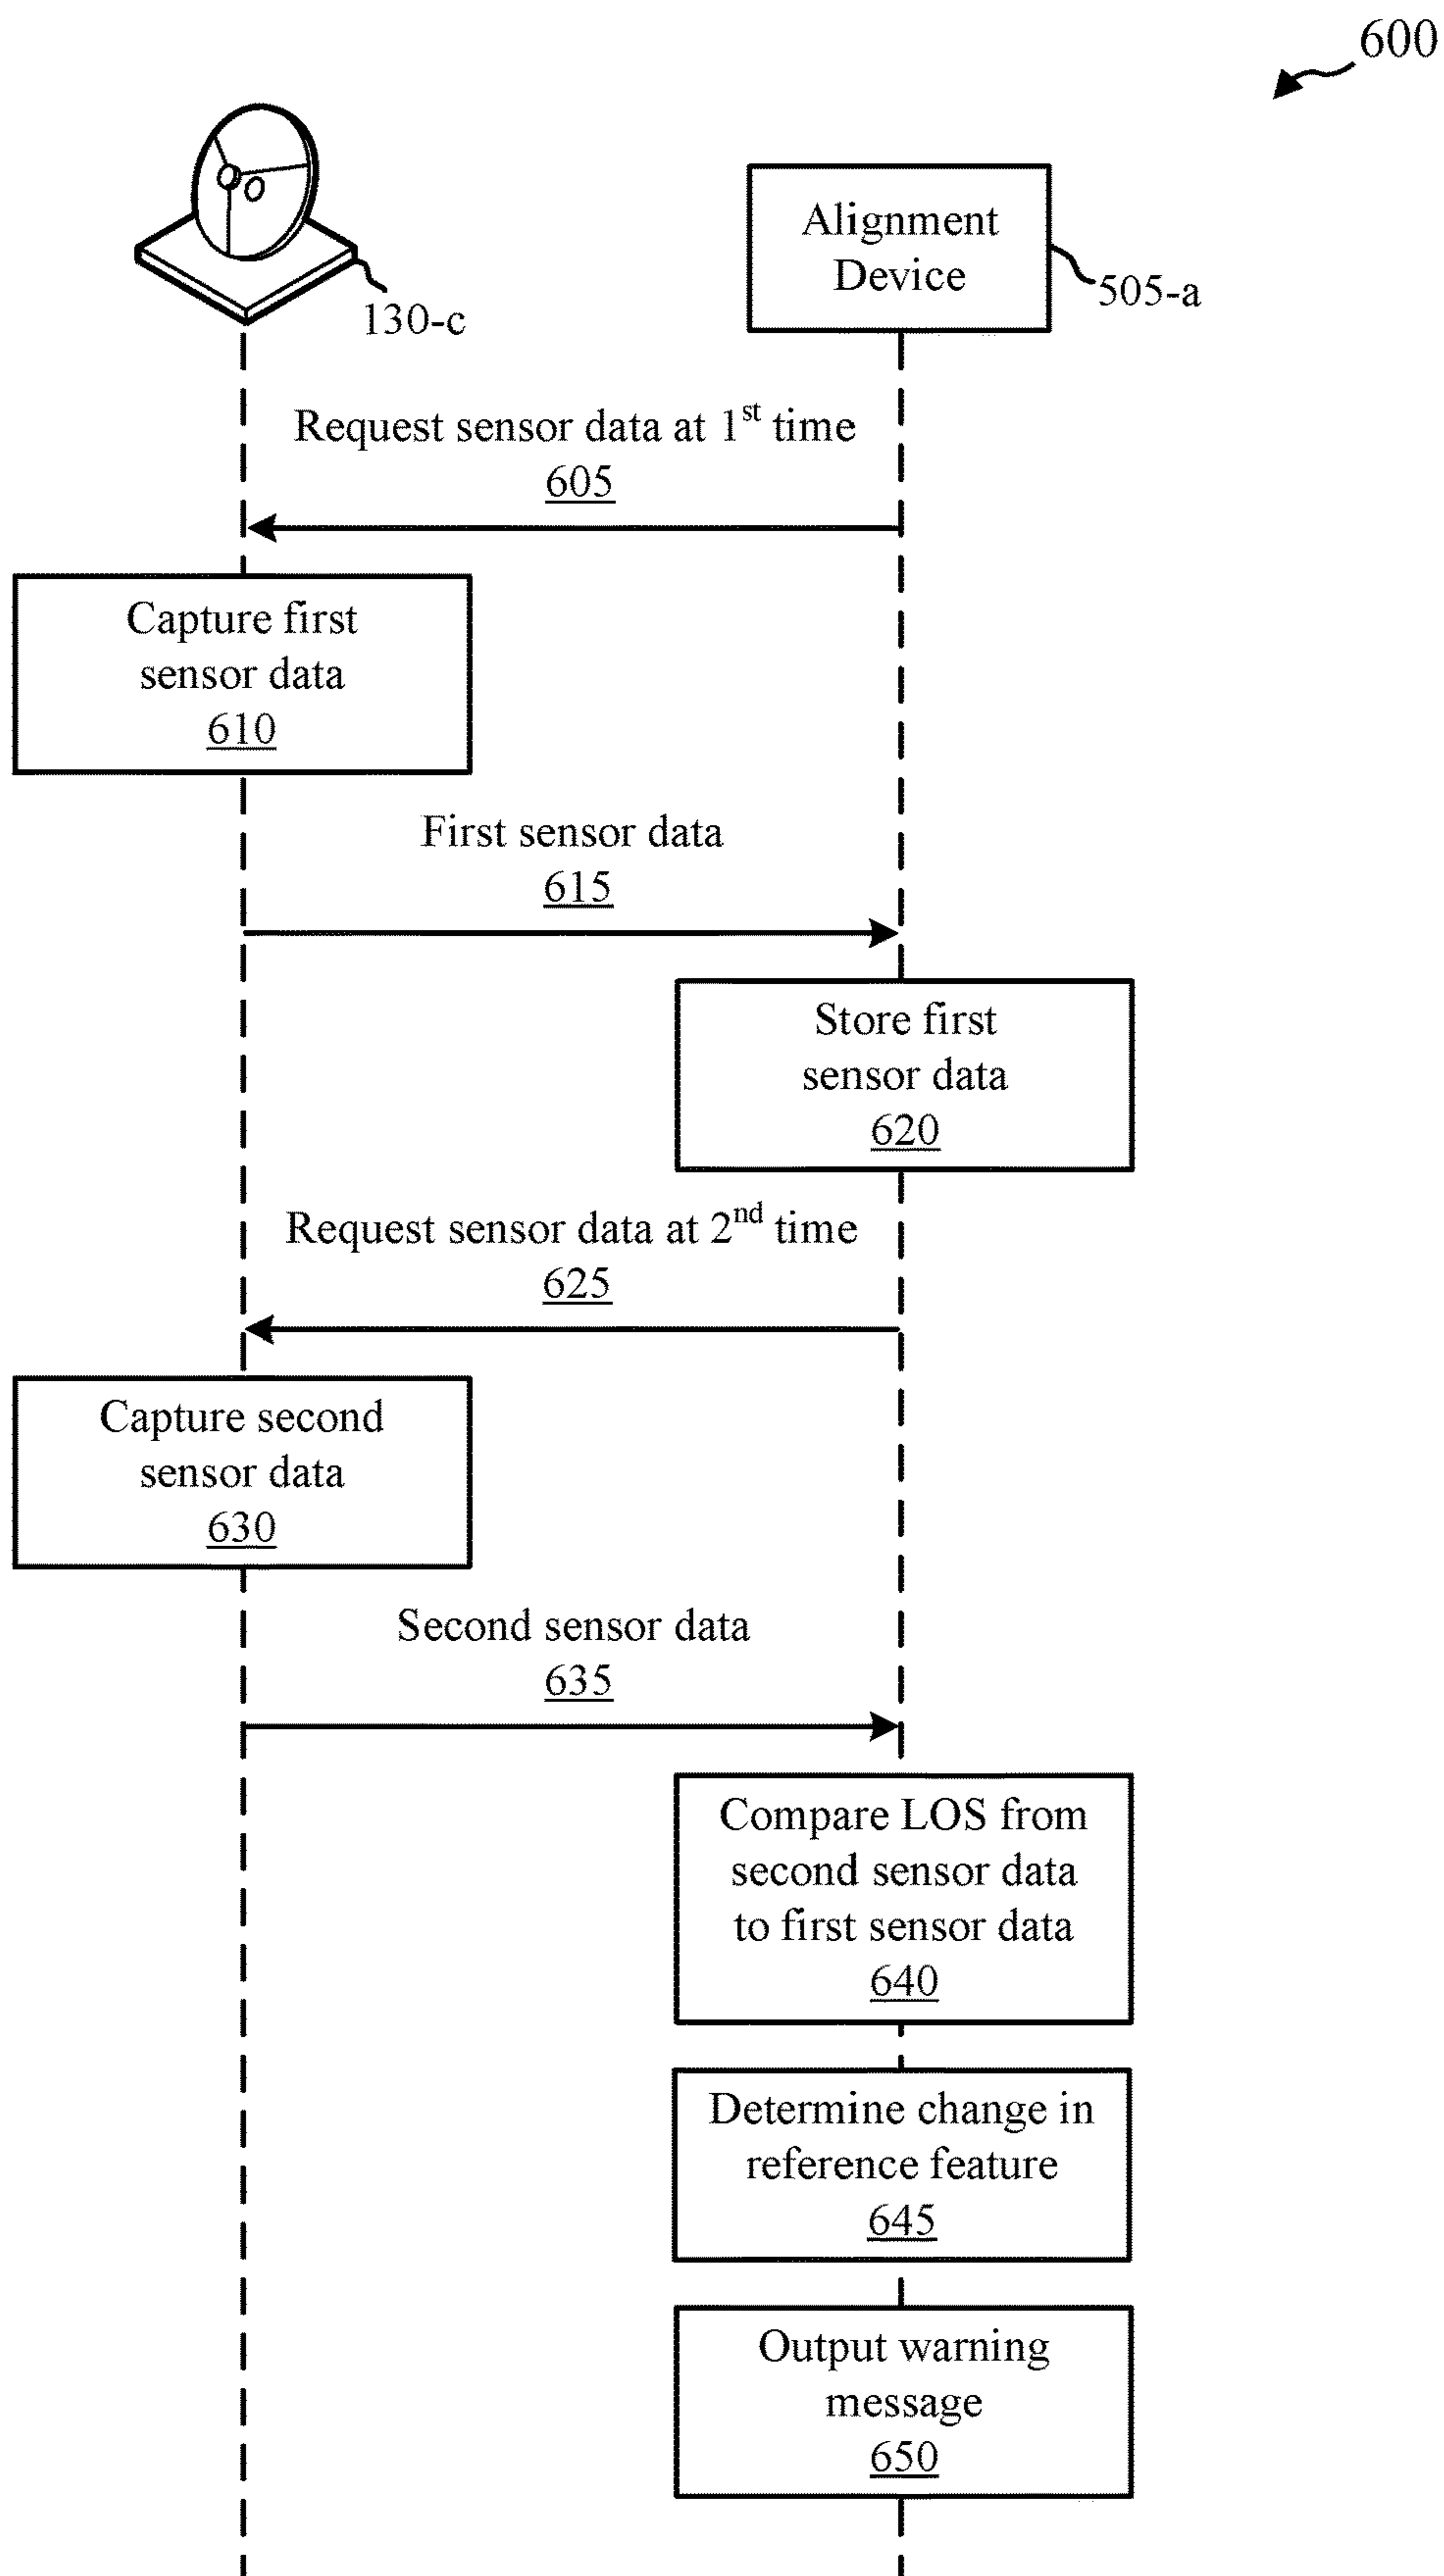 600
Alignment
Device
505-a
130-c
Request sensor data at 1st time
605
Capture first
sensor data
610
First sensor data
615
Store first
sensor data
620
Request sensor data at 2nd time
625
Capture second
sensor data
630
Second sensor data
635
Compare LOS from
second sensor data
to first sensor data
640
Determine change in
reference feature
645
Output warning
message
650